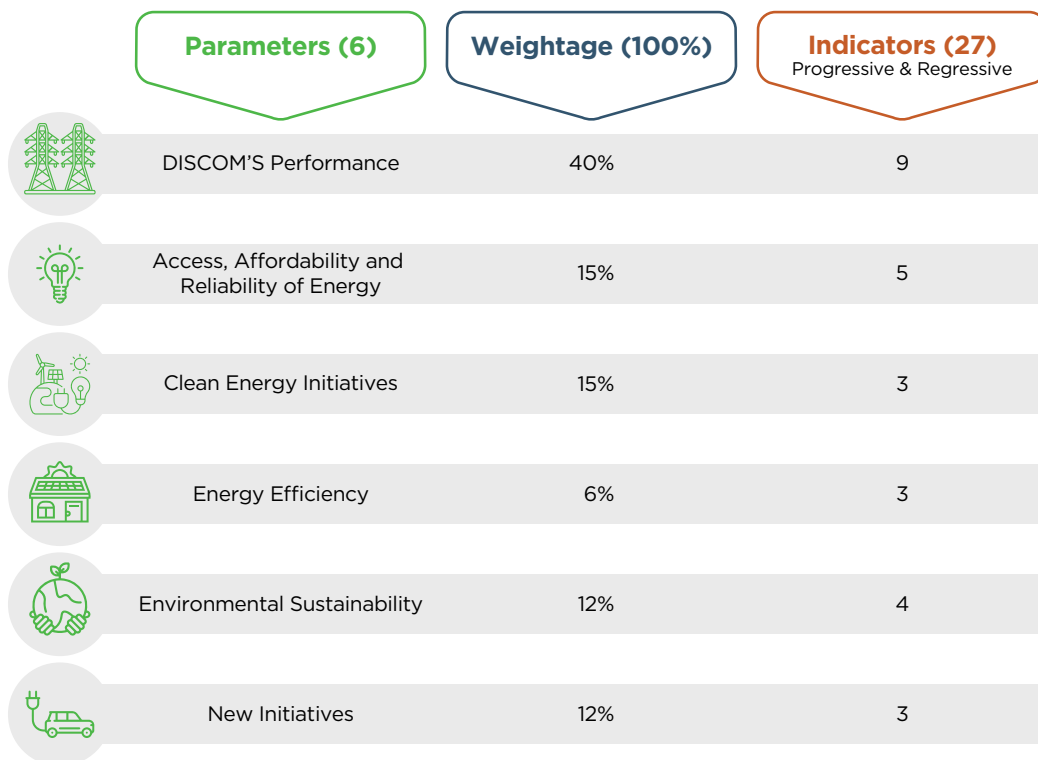 Parameters (6)
Weightage (100%)
Indicators (27)
Progressive & Regressive
DISCOM'S Performance
40%
9
Access, Affordability and
Reliability of Energy
15%
5
Clean Energy Initiatives
15%
3
Energy Efficiency
6%
3
Environmental Sustainability
12%
4
New Initiatives
12%
3